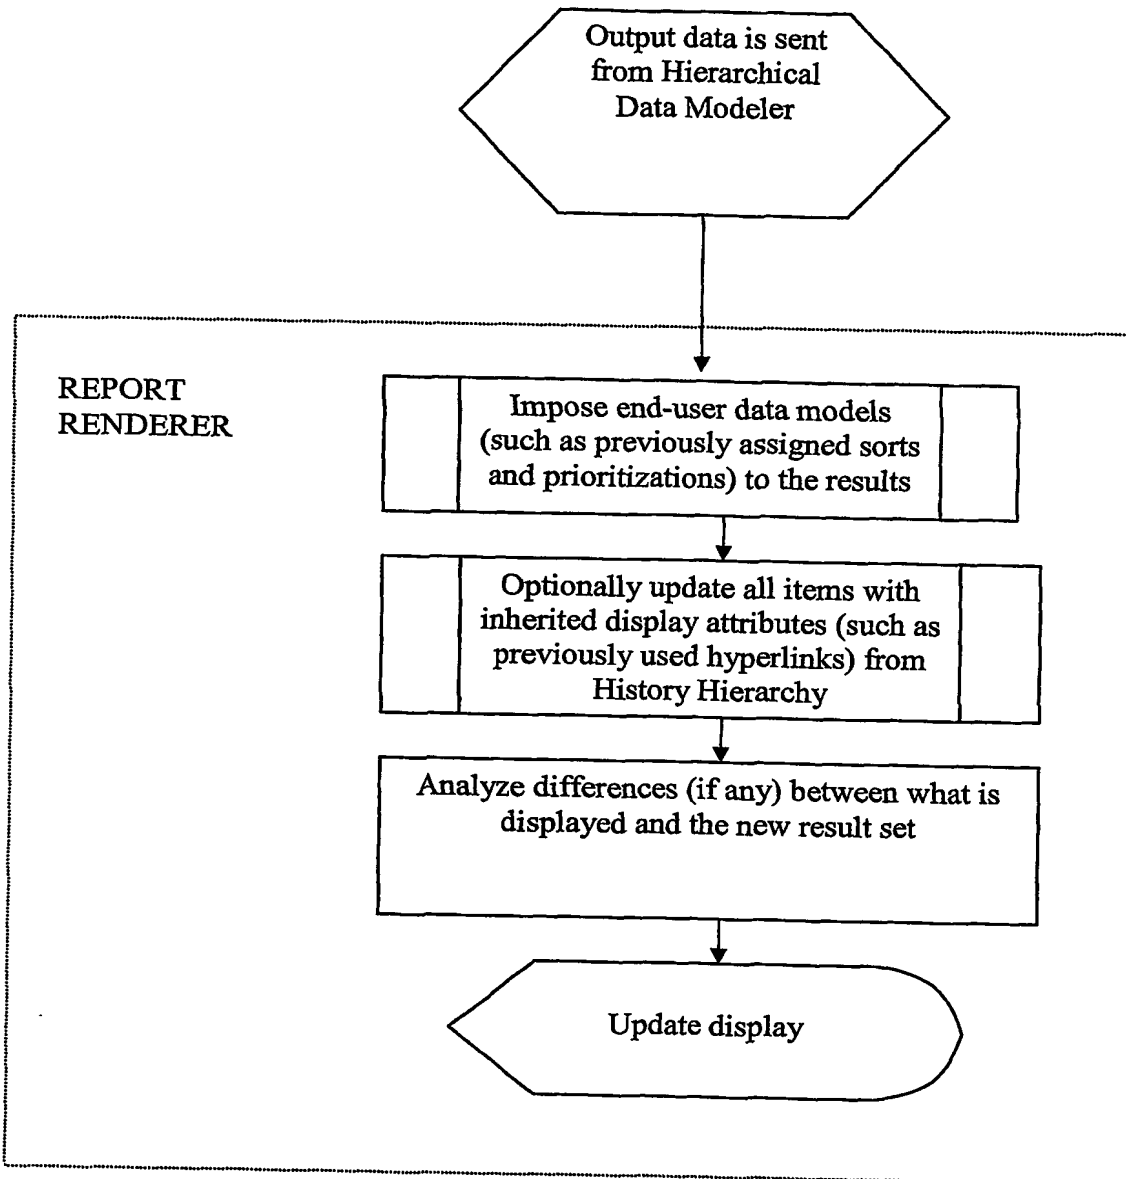 Output data is sent
from Hierarchical
Data Modeler
REPORT
RENDERER
Impose end-user data models
(such as previously assigned sorts
and prioritizations) to the results
Optionally update all items with
inherited display attributes (such as
previously used hyperlinks) from
History Hierarchy
Analyze differences (if any) between what is
displayed and the new result set
Update display